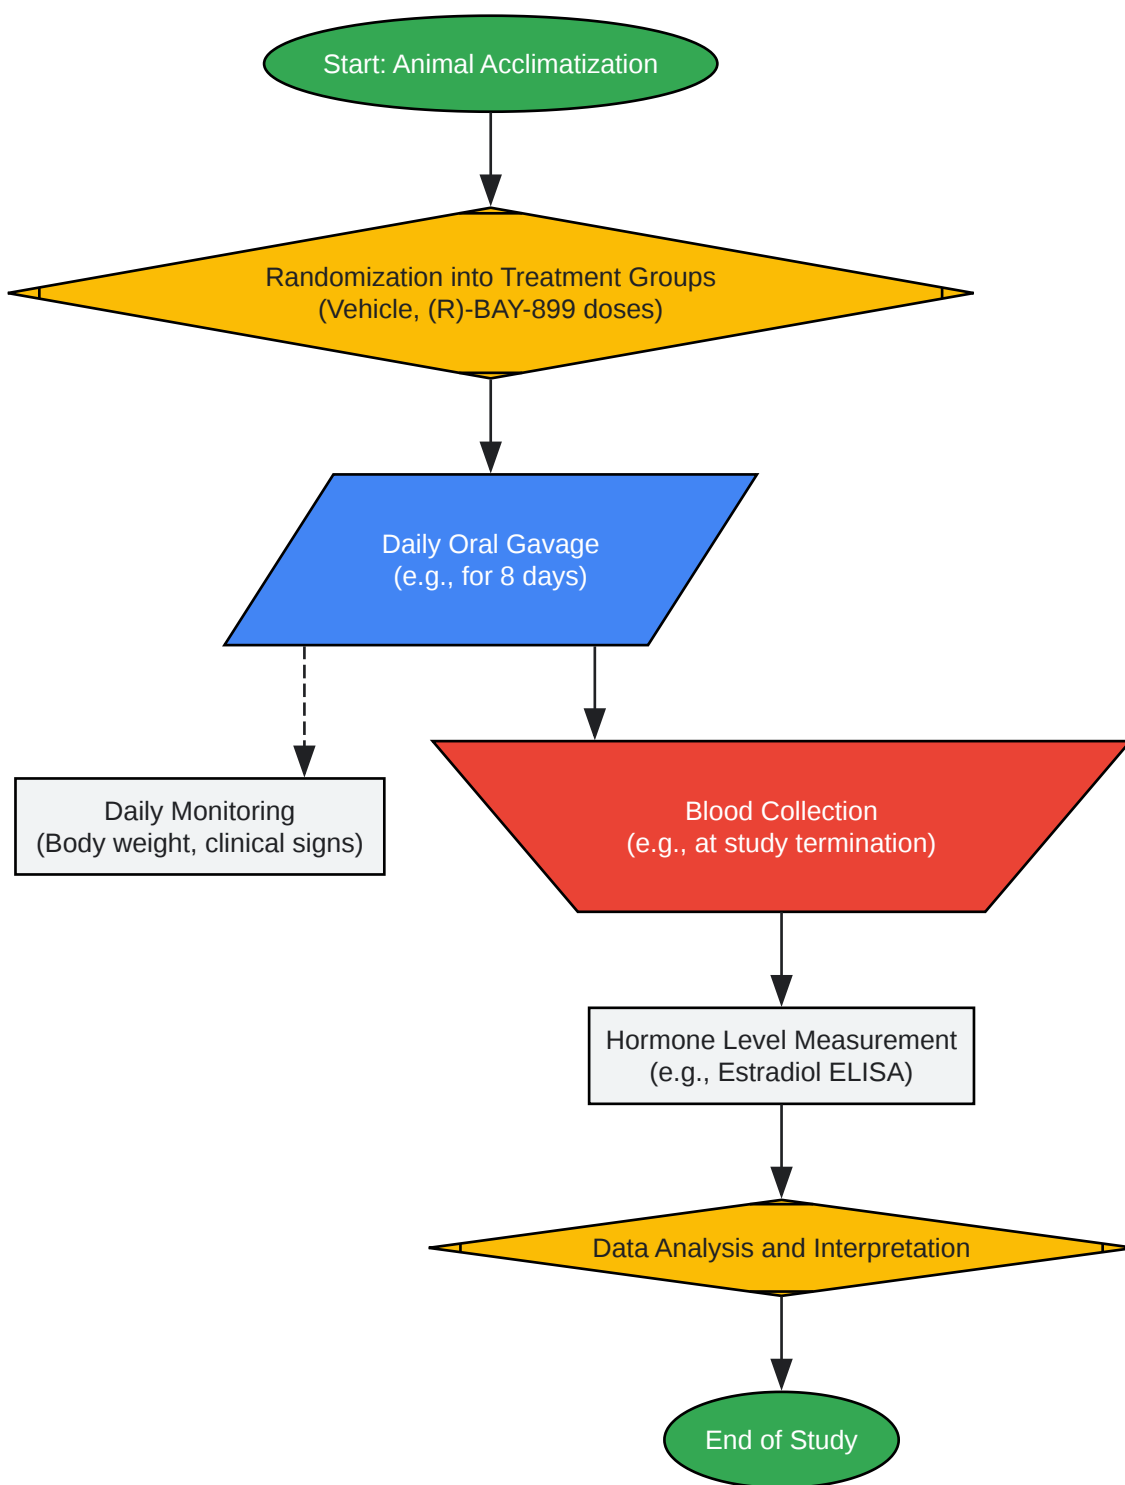 Start: Animal Acclimatization
Randomization into Treatment Groups
(Vehicle, (R)-BAY-899 doses)
Daily Oral Gavage
(e.g., for 8 days)
Daily Monitoring
(Body weight, clinical signs)
Blood Collection
(e.g., at study termination)
Hormone Level Measurement
(e.g., Estradiol ELISA)
Data Analysis and Interpretation
End of Study